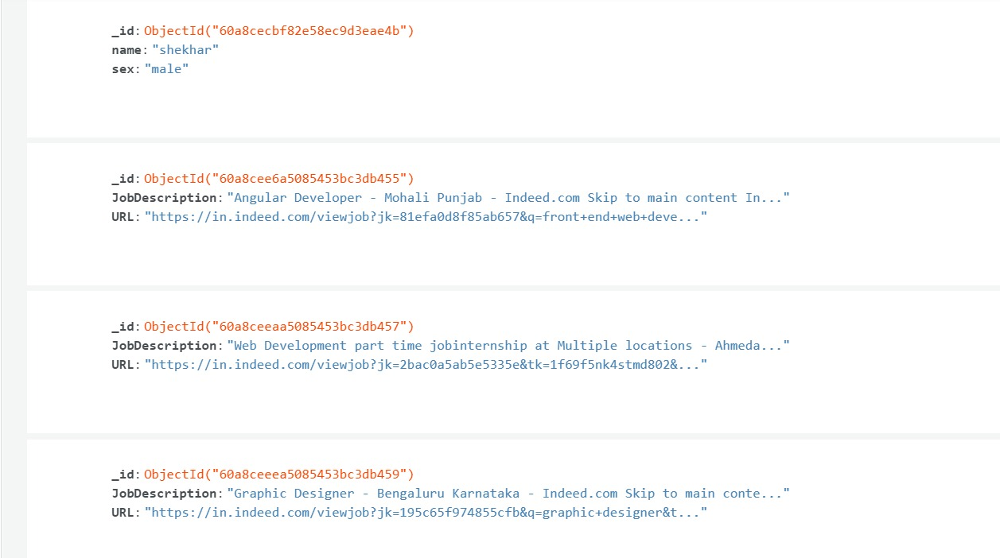 _id: ObjectId("60a8cecbf82e58ec9d3eae4b")
name: "shekhar"
sex: "male"
_id: ObjectId("60a8cee6a5085453bc3db455")
JobDescription: "Angular Developer - Mohali Punjab - Indeed.com Skip to main content In..."
URL: "https://in.indeed.com/viewjob?jk=81efa0d8f85ab657&q=front+end+web+deve..."
_id: ObjectId("60a8ceeaa5085453bc3db457")
JobDescription: "Web Development part time jobinternship at Multiple locations - Ahmeda..."
URL: "https://in.indeed.com/viewjob?jk=2bac0a5ab5e5335e&tk=1f69f5nk4stmd802&..."
_id: ObjectId("60a8ceeeea5085453bc3db459")
JobDescription: "Graphic Designer - Bengaluru Karnataka - Indeed.com Skip to main conte..."
URL: "https://in.indeed.com/viewjob?jk=195c65f974855cfb&q=graphic+designer&t..."